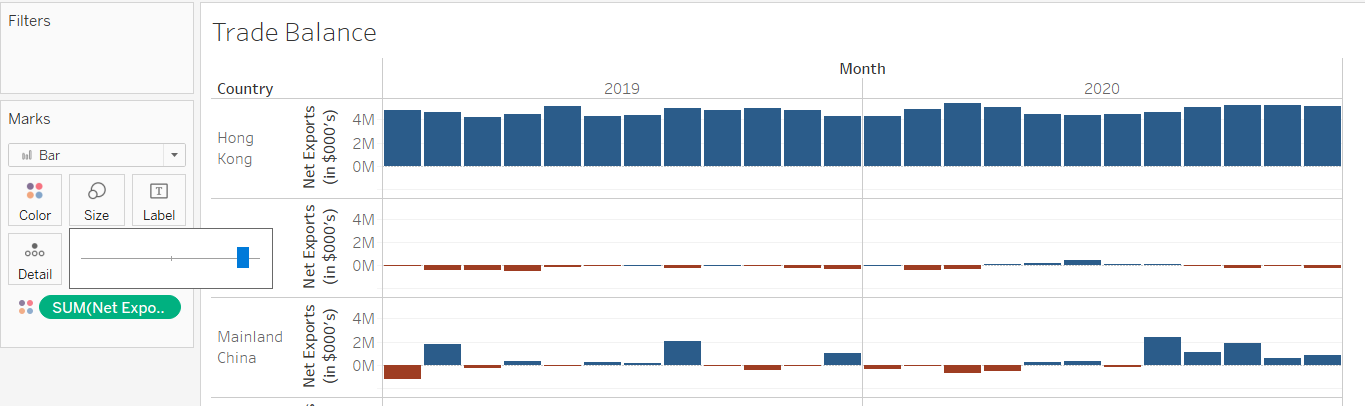 Filters
Trade Balance
Month
Country
2019
2020
Marks
Bar
Color
Size
Label
Detail
SUM(Net Expo..
Hong
Kong
Net Exports
(in $000's)
4M
2M
0M
Net Exports
(in $000's)
4M
2M
0M
Mainland
China
Net Exports
(in $000's)
4M
2M
0M